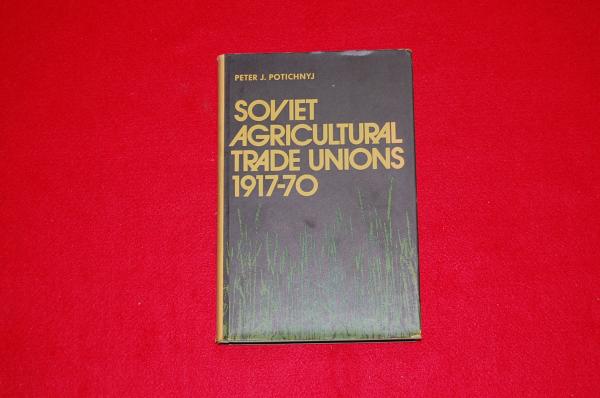 PETER J. POTICHNYJ
SOVIET
AGRICULTURAL
TRADE UNIONS
1917-70